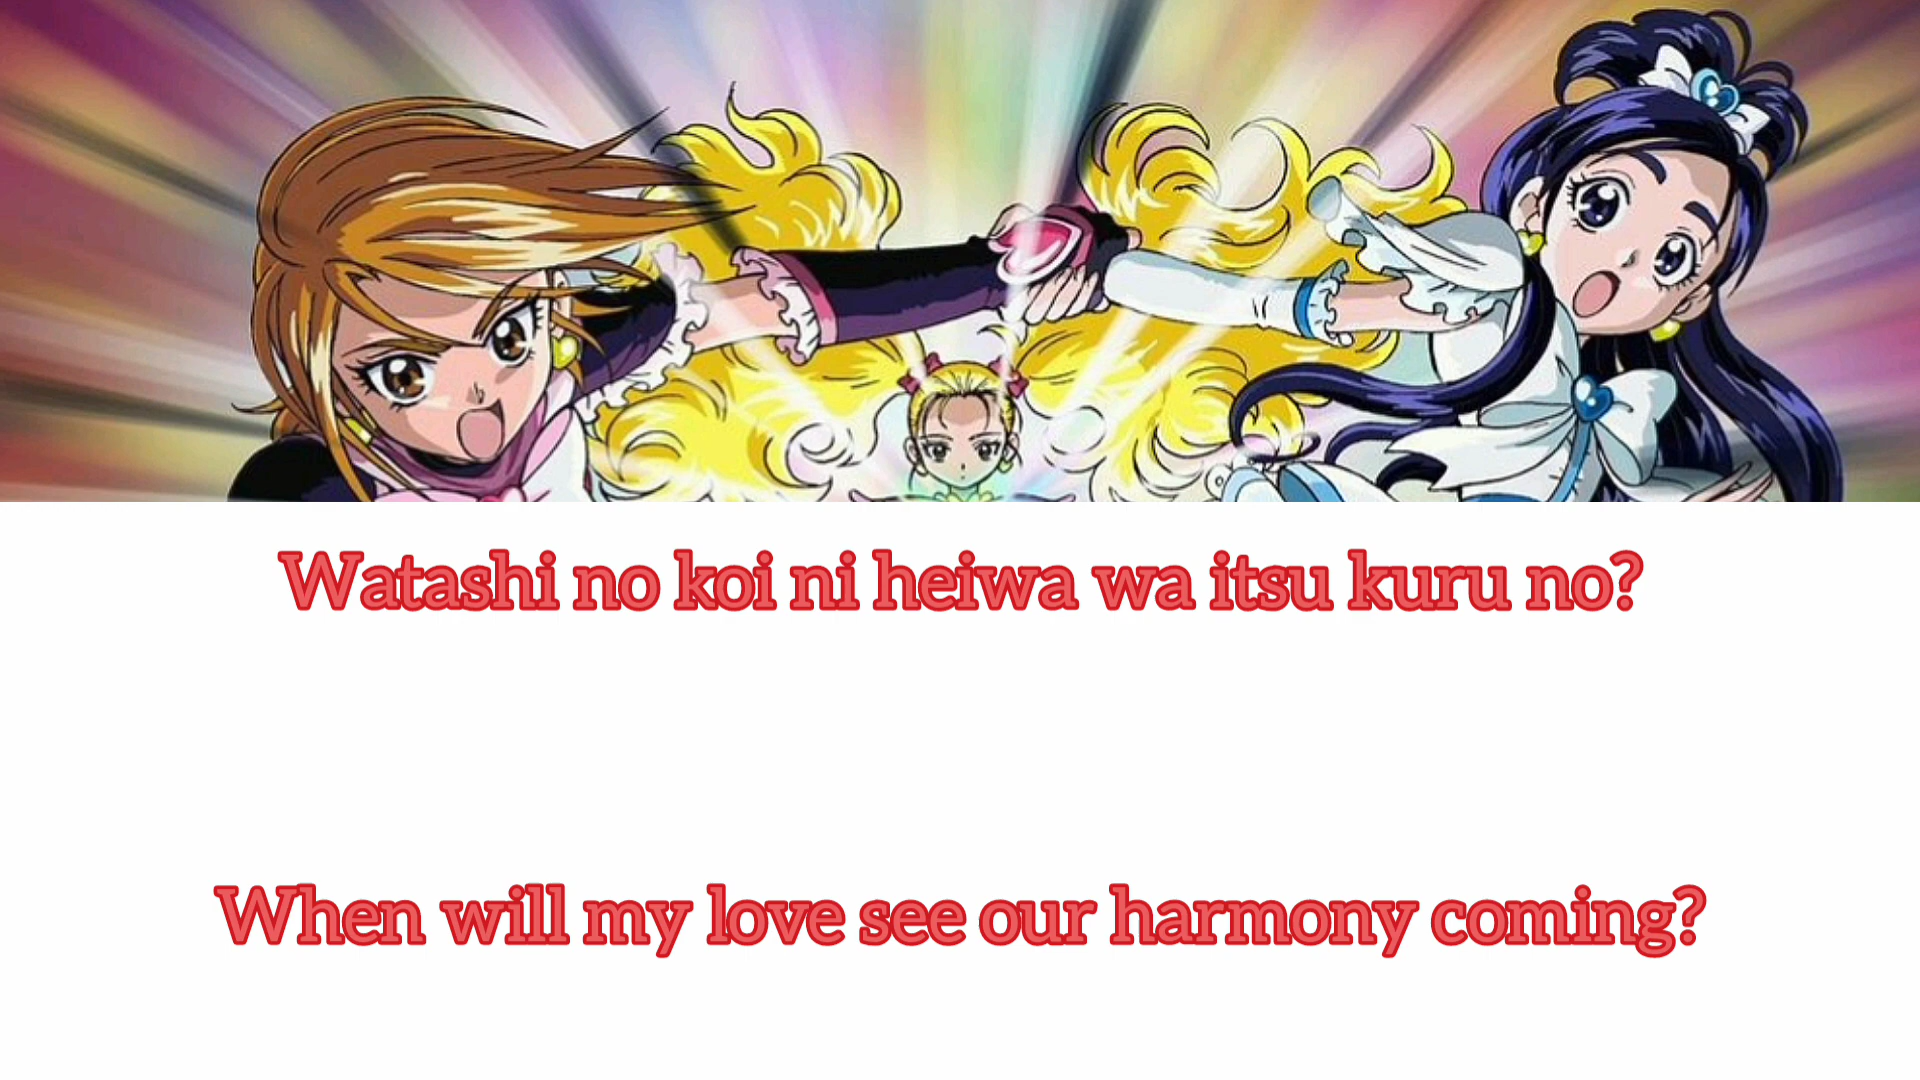 Watashi no koi ni heiwa wa itsu kuru no?
When will my love see our harmony coming?